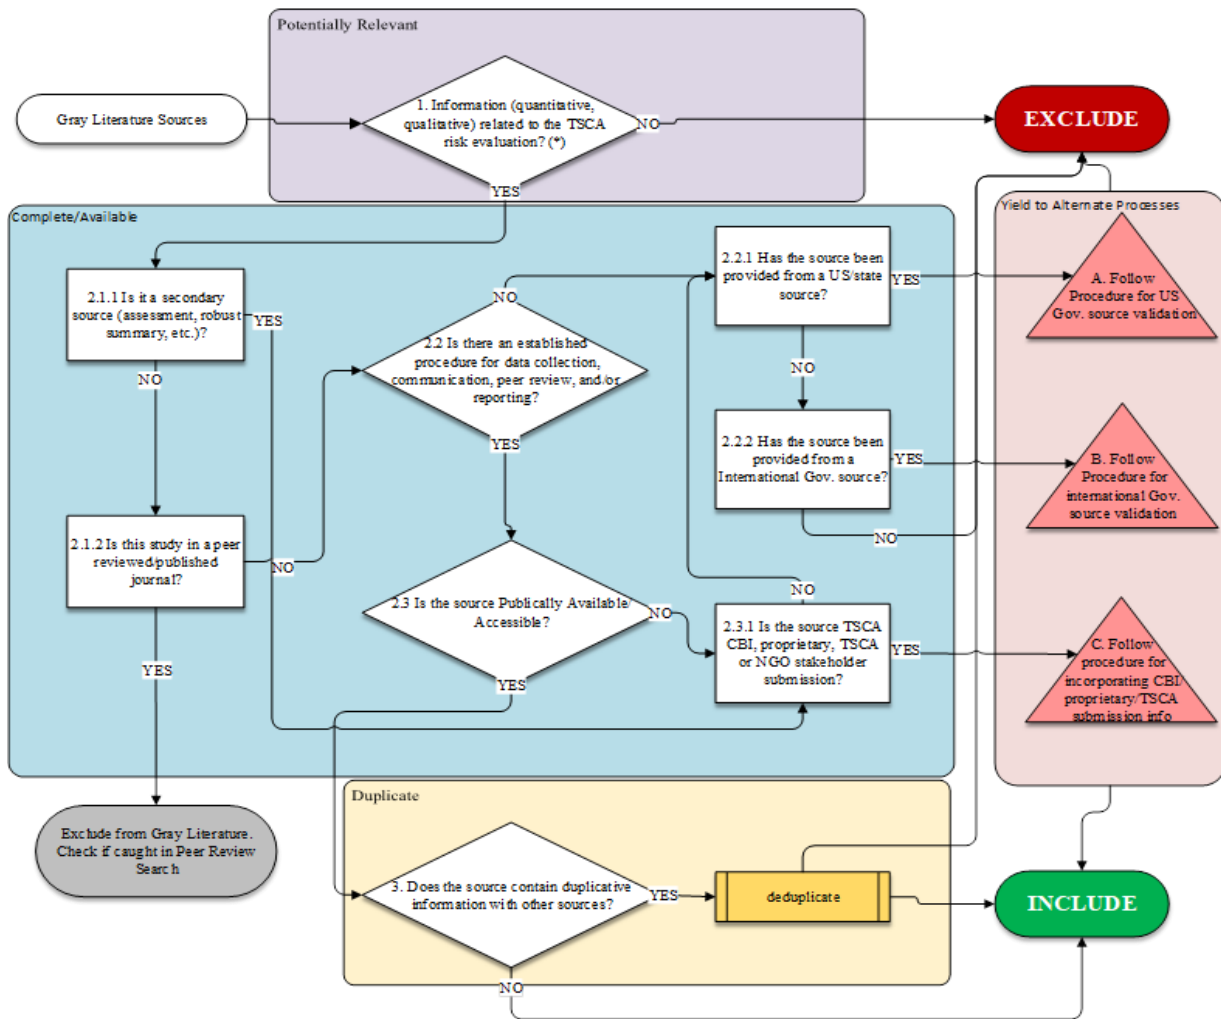 Potentially Relevant
Gray Literature Sources
1. Information (quantitative,
qualitative) related to the TSCA
risk evaluation? (*)
NO
EXCLUDE
YES
Complete/Available
Yield to Alternate Processes
2.1.1 Is it a secondary
source (assessment, robust
summary, etc.)?
YES
NO
2.2 Is there an established
procedure for data collection,
communication, peer review, and/or
reporting?
NO
YES
2.2.1 Has the source been
provided from a US/state
source?
YES
NO
A. Follow
Procedure for US
Gov. source validation
2.2.2 Has the source been
provided from a
International Gov. source?
YES
NO
B. Follow
Procedure for
international Gov.
source validation
2.1.2 Is this study in a peer
reviewed/published
journal?
NO
YES
2.3 Is the source Publically Available/
Accessible?
NO
YES
NO
2.3.1 Is the source TSCA
CBI, proprietary, TSCA
or NGO stakeholder
submission?
YES
C. Follow
procedure for
incorporating CBI/
proprietary/TSCA
submission info
Exclude from Gray Literature.
Check if caught in Peer Review
Search
Duplicate
3. Does the source contain duplicative
information with other sources?
YES
deduplicate
INCLUDE
NO